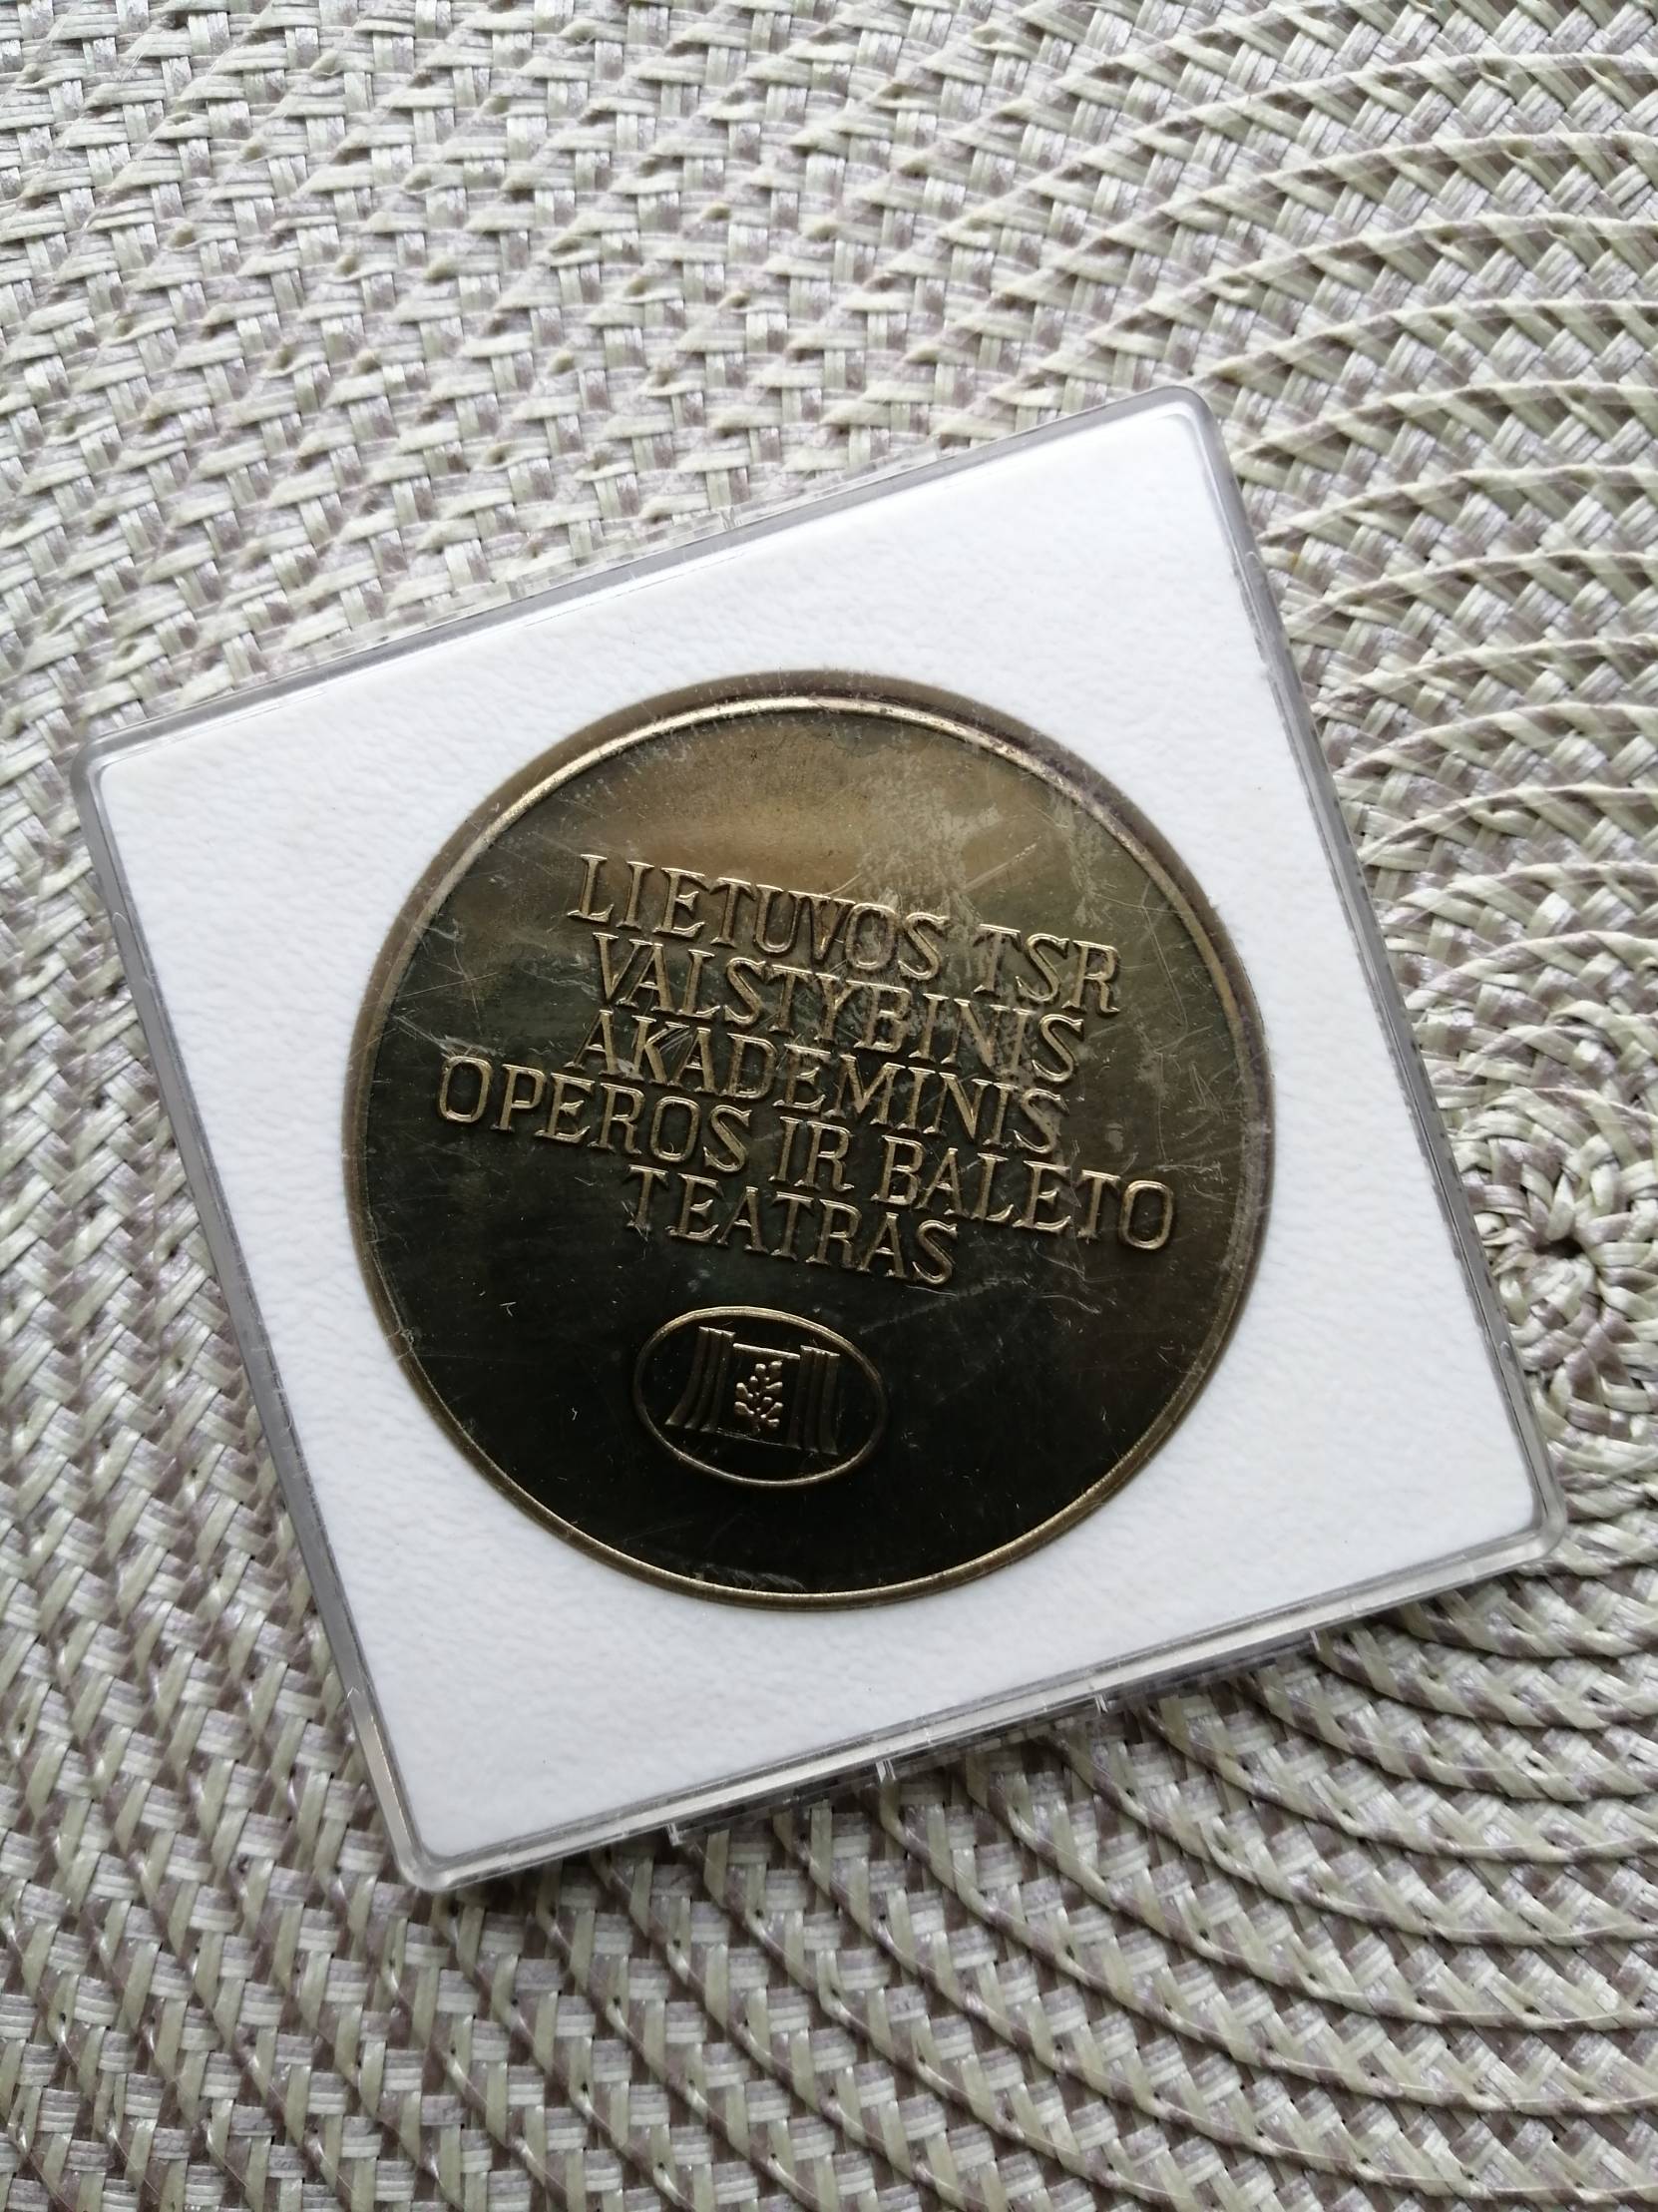 LIETUVOS TSR
VALSTYBINIS
AKADEMINIS
OPEROS IR BALETO
TEATRAS